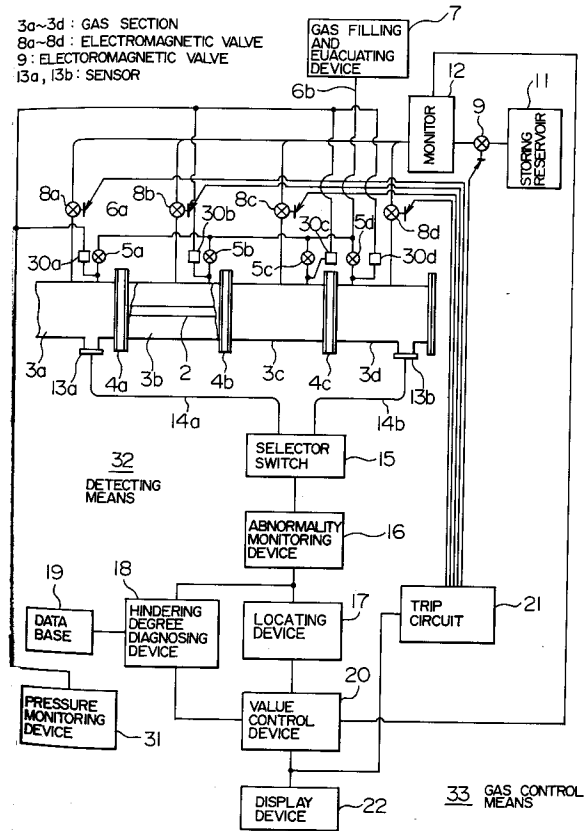 3a~3d : GAS SECTION
8a~8d : ELECTROMAGNETIC VALVE
9 : ELECTOROMAGNETIC VALVE
13a, 13b : SENSOR
7
GAS FILLING
AND
EUACUATING
DEVICE
6b
12
MONITOR
9
11
STORING
RESERVOIR
8a
6a
8b
8c
8d
30a
5a
30b
5b
30c
5c
5d
30d
3a
13a
4a
3b
2
4b
3c
4c
3d
13b
14a
14b
SELECTOR
SWITCH
15
32
DETECTING
MEANS
ABNORMALITY
MONITORING
DEVICE
16
19
DATA
BASE
18
HINDERING
DEGREE
DIAGNOSING
DEVICE
17
LOCATING
DEVICE
TRIP
CIRCUIT
21
20
VALUE
CONTROL
DEVICE
PRESSURE
MONITORING
DEVICE
31
DISPLAY
DEVICE
22
33 GAS CONTROL
MEANS